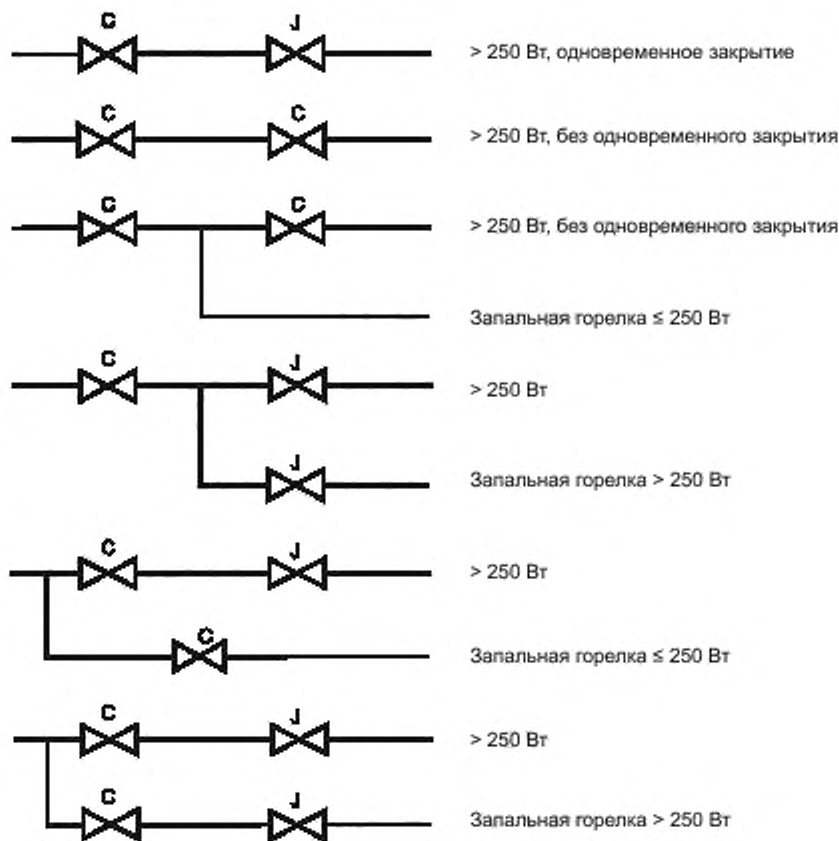 C J
> 250 Вт, одновременное закрытие
C C
> 250 Вт, без одновременного закрытия
C C
> 250 Вт, без одновременного закрытия
Запальная горелка ≤ 250 Вт
C J
> 250 Вт
J
Запальная горелка > 250 Вт
C J
> 250 Вт
C
Запальная горелка ≤ 250 Вт
C J
> 250 Вт
C J
Запальная горелка > 250 Вт